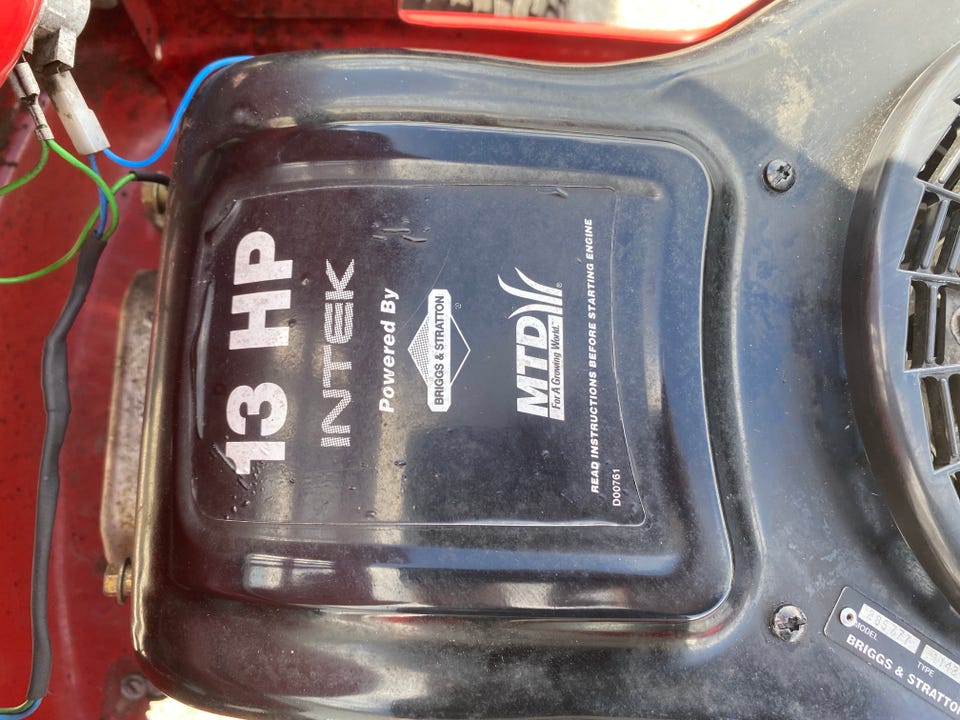 13 HP
INTEK
Powered By
BRIGGS & STRATTON
®
MTD
®
For A Growing World.™
READ INSTRUCTIONS BEFORE STARTING ENGINE
D00761
MODEL
TYPE
BRIGGS & STRATTON